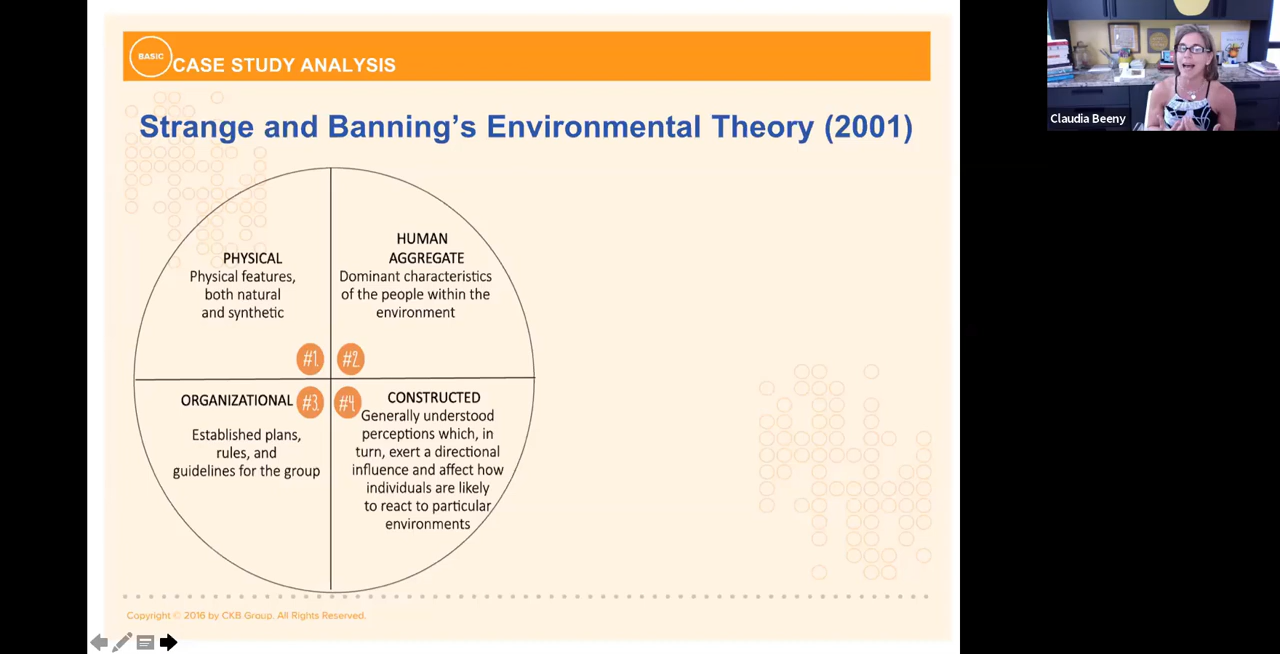 BASIC
CASE STUDY ANALYSIS
Strange and Banning's Environmental Theory (2001)
PHYSICAL
Physical features,
both natural
and synthetic
#1.
HUMAN
AGGREGATE
Dominant characteristics
of the people within the
environment
#2.
ORGANIZATIONAL
#3.
Established plans,
rules, and
guidelines for the group
#4
CONSTRUCTED
Generally understood
perceptions which, in
turn, exert a directional
influence and affect how
individuals are likely
to react to particular
environments
Copyright © 2016 by CKB Group. All Rights Reserved.
Claudia Beeny